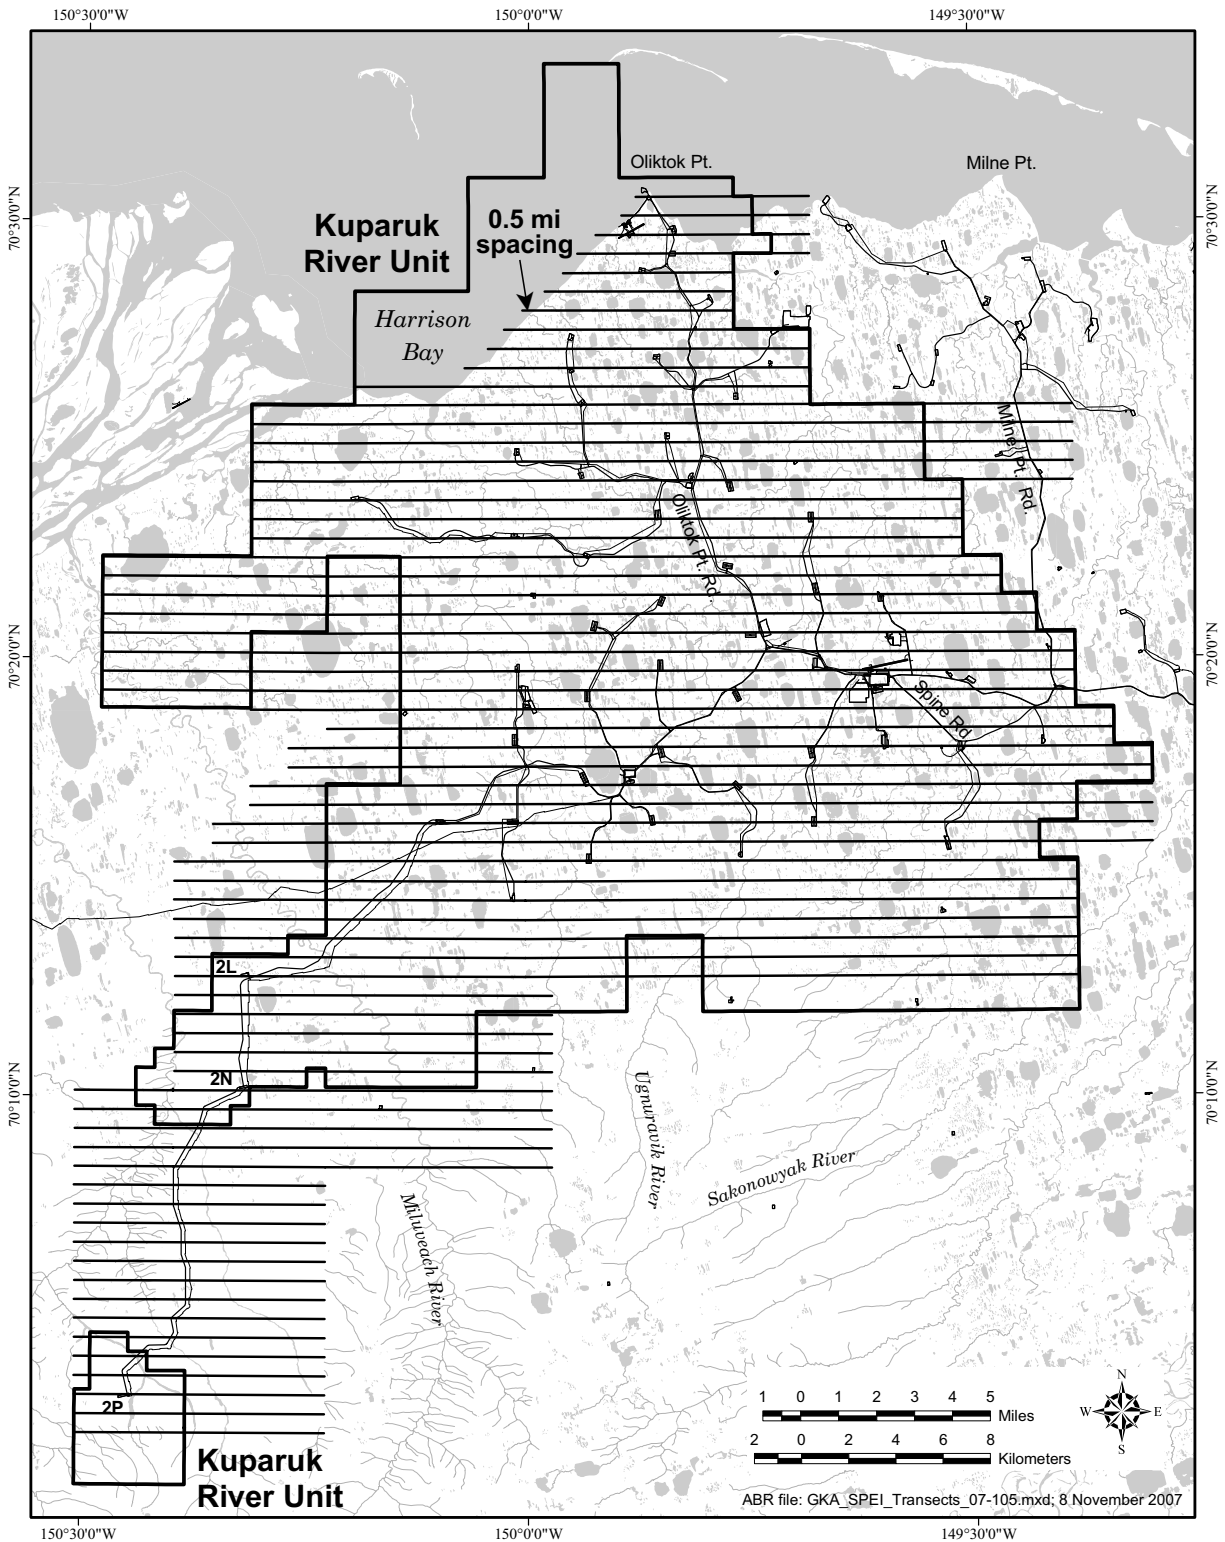 150°30'0"W
150°0'0"W
149°30'0"W
Oliktok Pt.
Milne Pt.
70°30'0"N
70°30'0"N
Kuparuk
River Unit
0.5 mi
spacing
Harrison
Bay
Milne Pt. Rd.
Oliktok Pt. Rd.
70°20'0"N
70°20'0"N
Spine Rd
2L
2N
70°10'0"N
70°10'0"N
Ugnuravik River
Sakonowyak River
Miluveach River
2P
Kuparuk
River Unit
1 0 1 2 3 4 5
Miles
2 0 2 4 6 8
Kilometers
N
W E
S
ABR file: GKA_SPEI_Transects_07-105.mxd; 8 November 2007
150°30'0"W
150°0'0"W
149°30'0"W